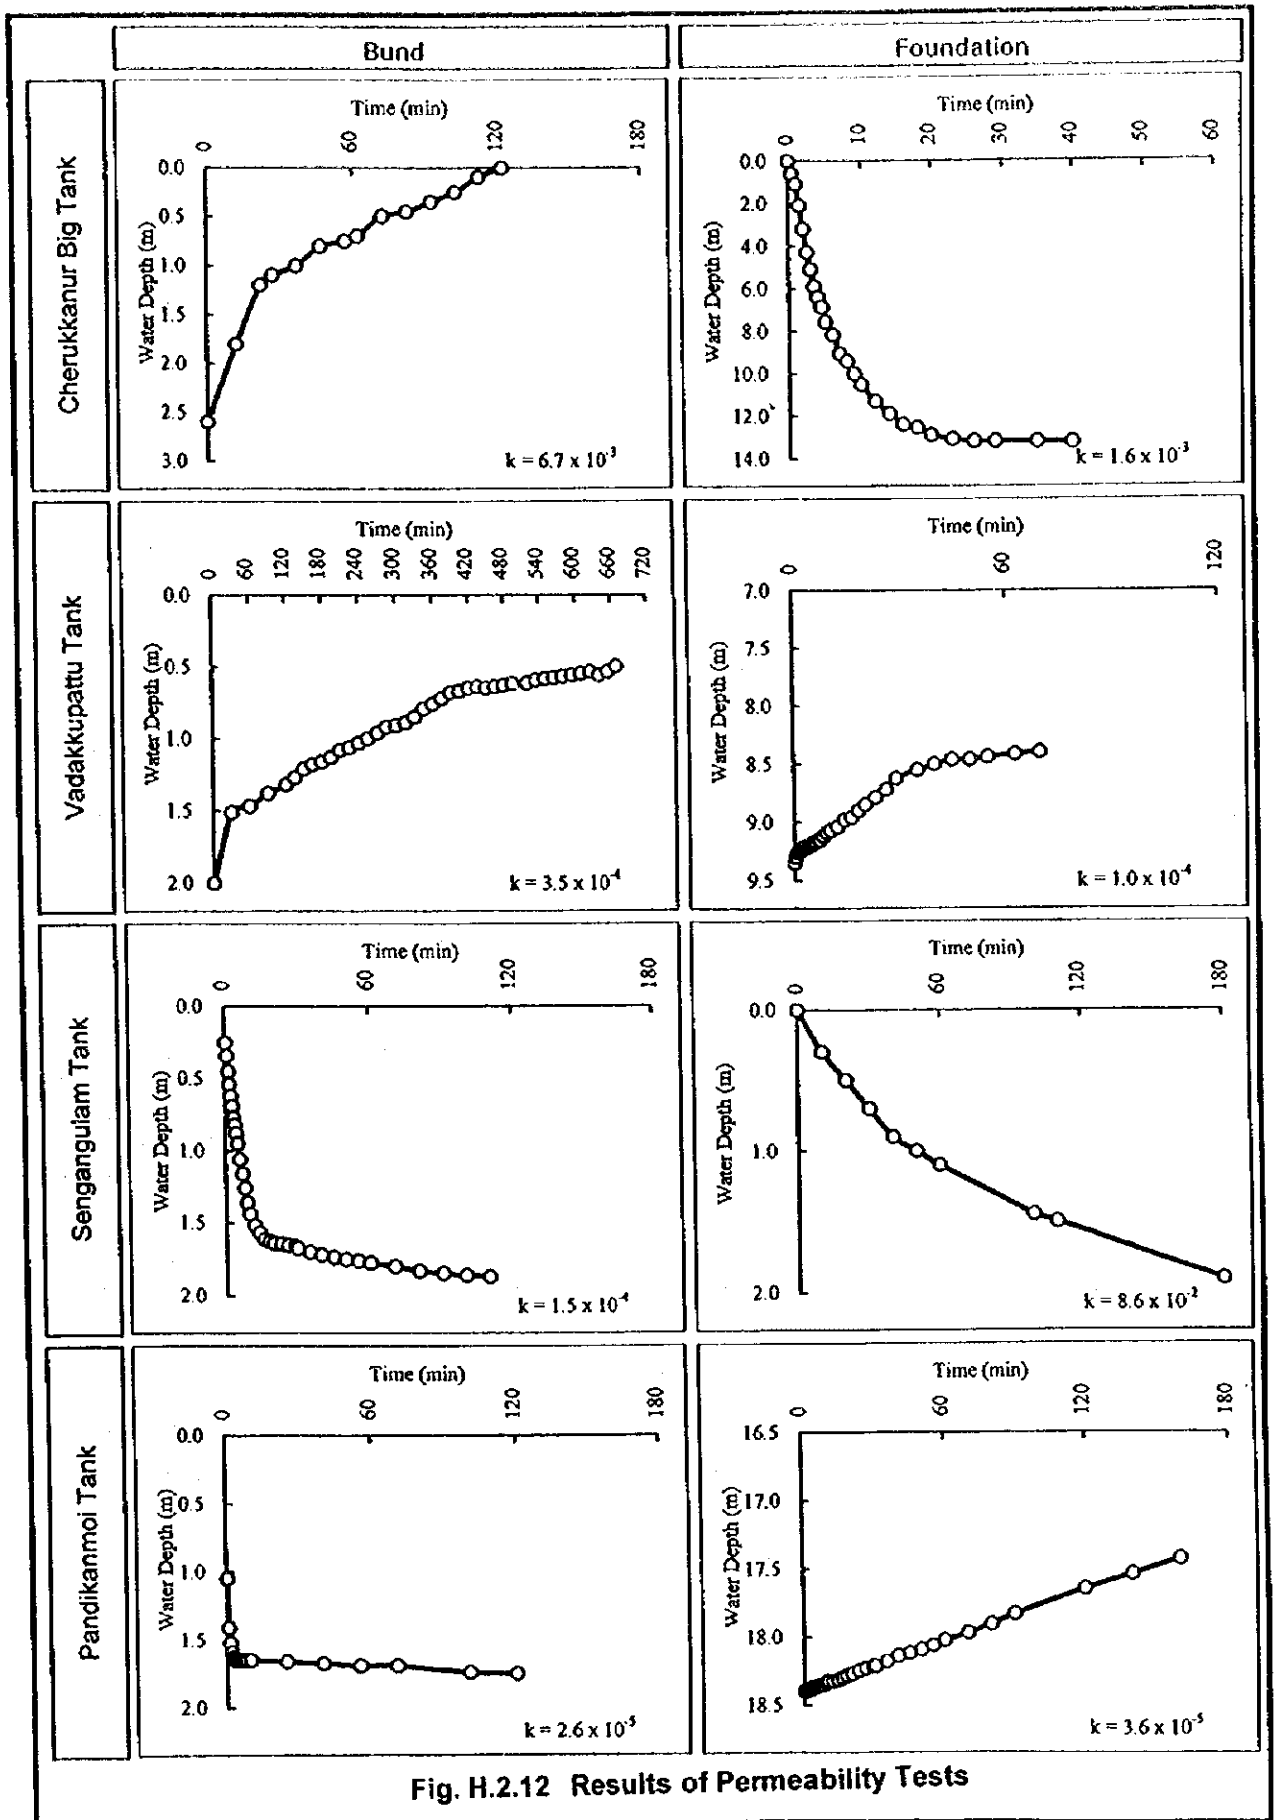 Bund
Foundation
Cherukkanur Big Tank
Time (min)
0 60 120 180
Water Depth (m)
0.0
0.5
1.0
1.5
2.0
2.5
3.0
k = 6.7 x 10-3
Time (min)
0 10 20 30 40 50 60
Water Depth (m)
0.0
2.0
4.0
6.0
8.0
10.0
12.0
14.0
k = 1.6 x 10-3
Vadakkupattu Tank
Time (min)
0 60 120 180 240 300 360 420 480 540 600 660 720
Water Depth (m)
0.0
0.5
1.0
1.5
2.0
k = 3.5 x 10-4
Time (min)
0 60 120
Water Depth (m)
7.0
7.5
8.0
8.5
9.0
9.5
k = 1.0 x 10-4
Sengangulam Tank
Time (min)
0 60 120 180
Water Depth (m)
0.0
0.5
1.0
1.5
2.0
k = 1.5 x 10-4
Time (min)
0 60 120 180
Water Depth (m)
0.0
1.0
2.0
k = 8.6 x 10-2
Pandikanmoi Tank
Time (min)
0 60 120 180
Water Depth (m)
0.0
0.5
1.0
1.5
2.0
k = 2.6 x 10-5
Time (min)
0 60 120 180
Water Depth (m)
16.5
17.0
17.5
18.0
18.5
k = 3.6 x 10-5
Fig. H.2.12 Results of Permeability Tests